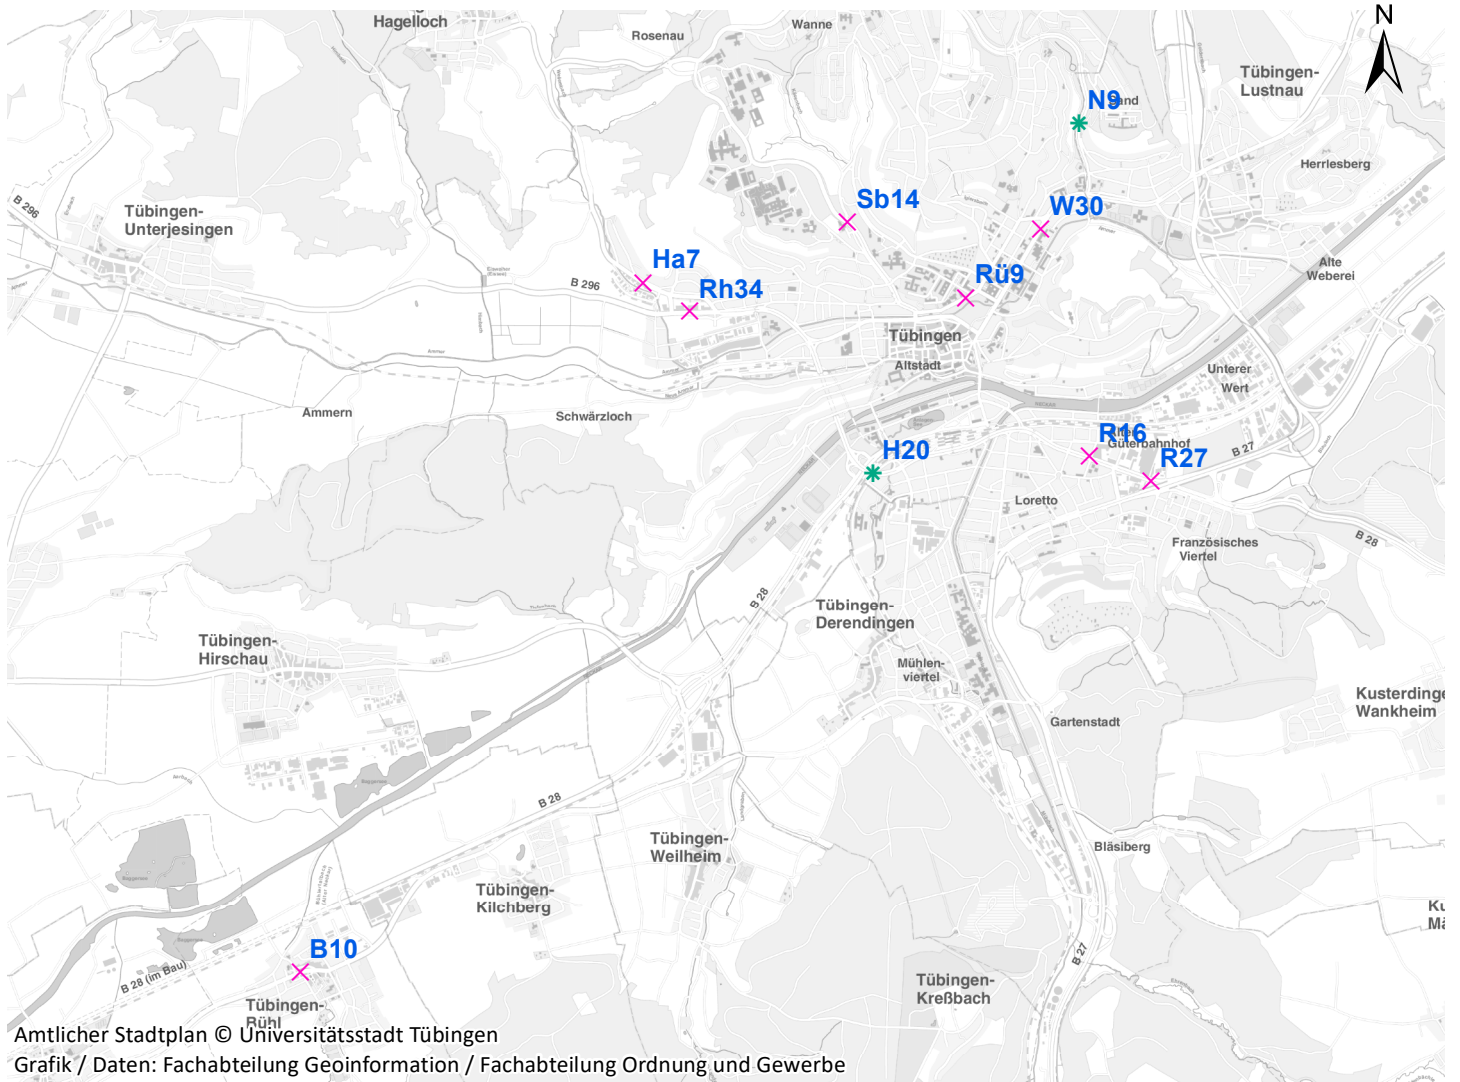 Hagelloch
Wanne
Rosenau
N
Tübingen-
Lustnau
N9
Sand
Herrlesberg
B 296
Tübingen-
Unterjesingen
Sb14
W30
Alte
Weberei
Ha7
B 296
Rh34
Rü9
Tübingen
Altstadt
Unterer
Wert
Ammern
Schwärzloch
R16
Alter
Güterbahnhof
B 27
H20
R27
Loretto
Französisches
Viertel
B 28
B 28
Tübingen-
Derendingen
Tübingen-
Hirschau
Mühlen-
viertel
Kusterdinge
Wankheim
Gartenstadt
B 28
Tübingen-
Weilheim
Bläsiberg
Tübingen-
Kilchberg
B10
B 27
B 28 (im Bau)
Tübingen-
Kreßbach
Tübingen-
Bühl
Amtlicher Stadtplan © Universitätsstadt Tübingen
Grafik / Daten: Fachabteilung Geoinformation / Fachabteilung Ordnung und Gewerbe